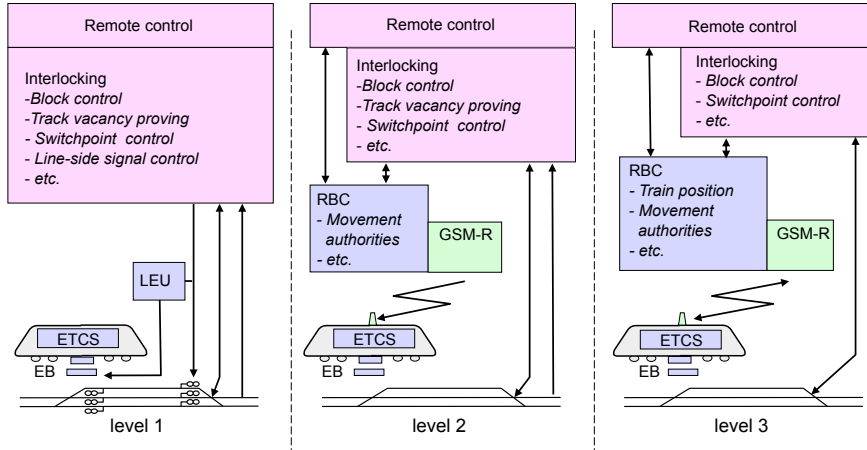 Remote control
Interlocking
-Block control
-Track vacancy proving
- Switchpoint control
- Line-side signal control
- etc.
LEU
ETCS
EB
level 1
Remote control
Interlocking
-Block control
-Track vacancy proving
- Switchpoint control
- etc.
RBC
- Movement
authorities
- etc.
GSM-R
ETCS
EB
level 2
Remote control
Interlocking
- Block control
- Switchpoint control
- etc.
RBC
- Train position
- Movement
authorities
- etc.
GSM-R
ETCS
EB
level 3